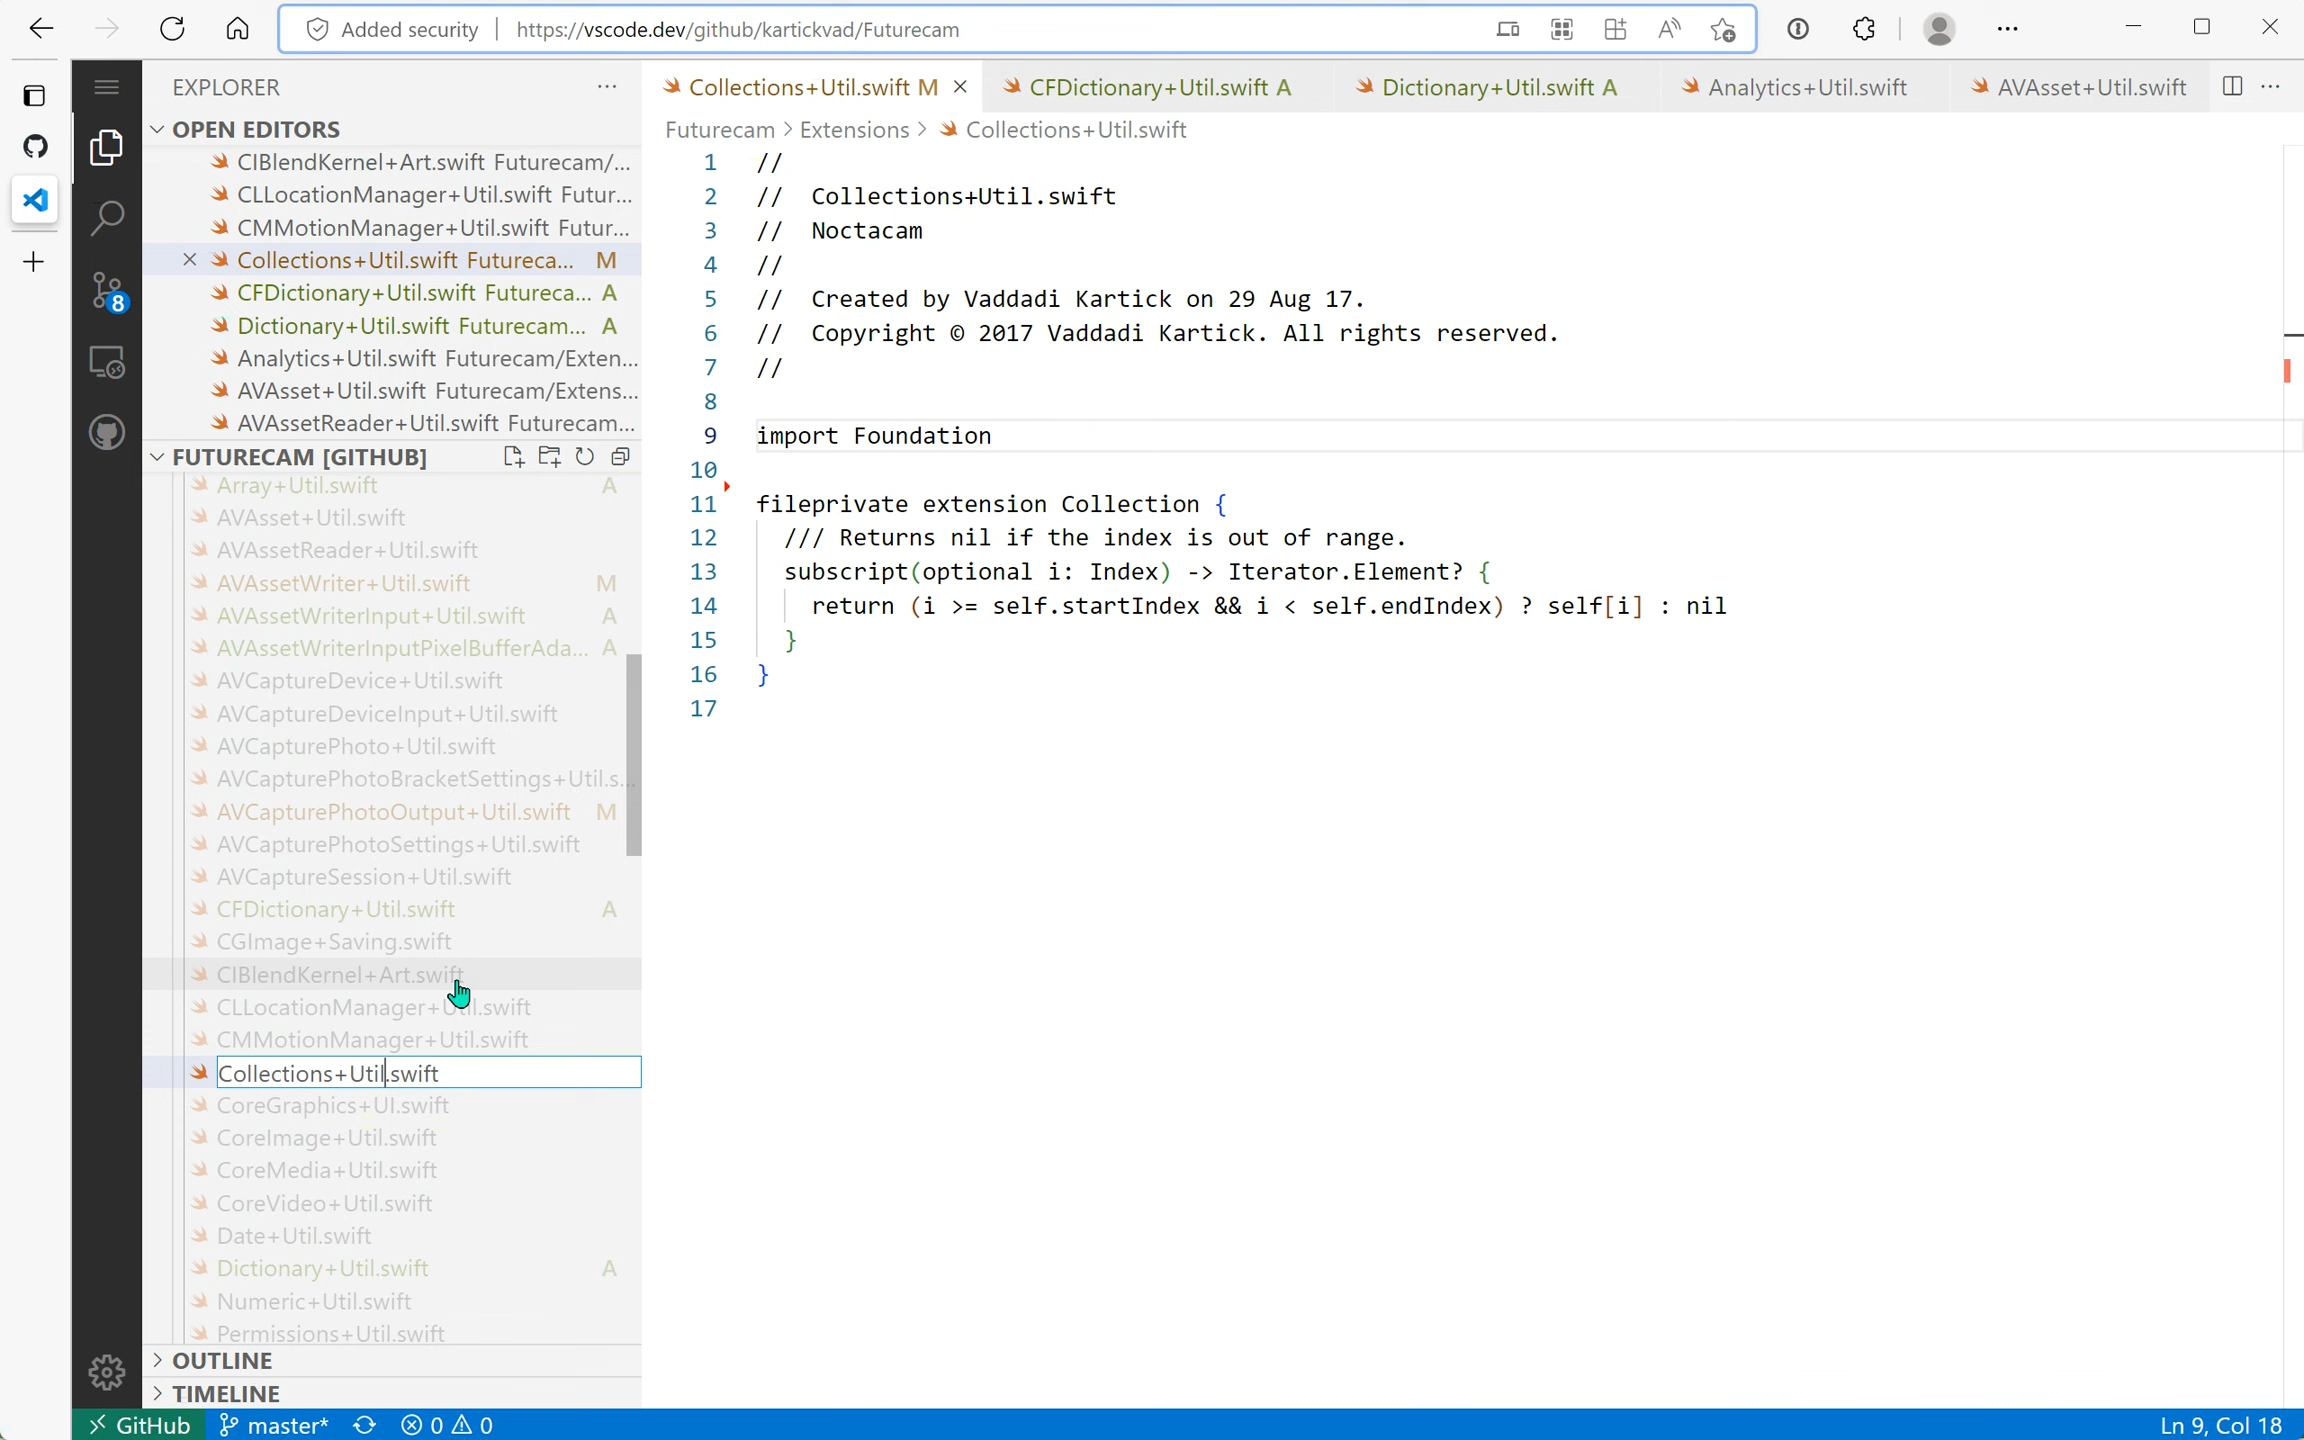 Added security | https://vscode.dev/github/kartickvad/Futurecam
EXPLORER
OPEN EDITORS
CIBlendKernel+Art.swift Futurecam/...
CLLocationManager+Util.swift Futur...
CMMotionManager+Util.swift Futur...
Collections+Util.swift Futureca... M
CFDictionary+Util.swift Futureca... A
Dictionary+Util.swift Futurecam... A
Analytics+Util.swift Futurecam/Exten...
AVAsset+Util.swift Futurecam/Extens...
AVAssetReader+Util.swift Futurecam...
FUTURECAM [GITHUB]
Array+Util.swift A
AVAsset+Util.swift
AVAssetReader+Util.swift
AVAssetWriter+Util.swift M
AVAssetWriterInput+Util.swift A
AVAssetWriterInputPixelBufferAda... A
AVCaptureDevice+Util.swift
AVCaptureDeviceInput+Util.swift
AVCapturePhoto+Util.swift
AVCapturePhotoBracketSettings+Util.s...
AVCapturePhotoOutput+Util.swift M
AVCapturePhotoSettings+Util.swift
AVCaptureSession+Util.swift
CFDictionary+Util.swift A
CGImage+Saving.swift
CIBlendKernel+Art.swift
CLLocationManager+Util.swift
CMMotionManager+Util.swift
Collections+Util.swift
CoreGraphics+UI.swift
CoreImage+Util.swift
CoreMedia+Util.swift
CoreVideo+Util.swift
Date+Util.swift
Dictionary+Util.swift A
Numeric+Util.swift
Permissions+Util.swift
OUTLINE
TIMELINE
8
Collections+Util.swift M
CFDictionary+Util.swift A
Dictionary+Util.swift A
Analytics+Util.swift
AVAsset+Util.swift
Futurecam > Extensions > Collections+Util.swift
1 //
2 //  Collections+Util.swift
3 //  Noctacam
4 //
5 //  Created by Vaddadi Kartick on 29 Aug 17.
6 //  Copyright © 2017 Vaddadi Kartick. All rights reserved.
7 //
8
9 import Foundation
10
11 fileprivate extension Collection {
12 /// Returns nil if the index is out of range.
13 subscript(optional i: Index) -> Iterator.Element? {
14 return (i >= self.startIndex && i < self.endIndex) ? self[i] : nil
15 }
16 }
17
GitHub master* 0 0 Ln 9, Col 18